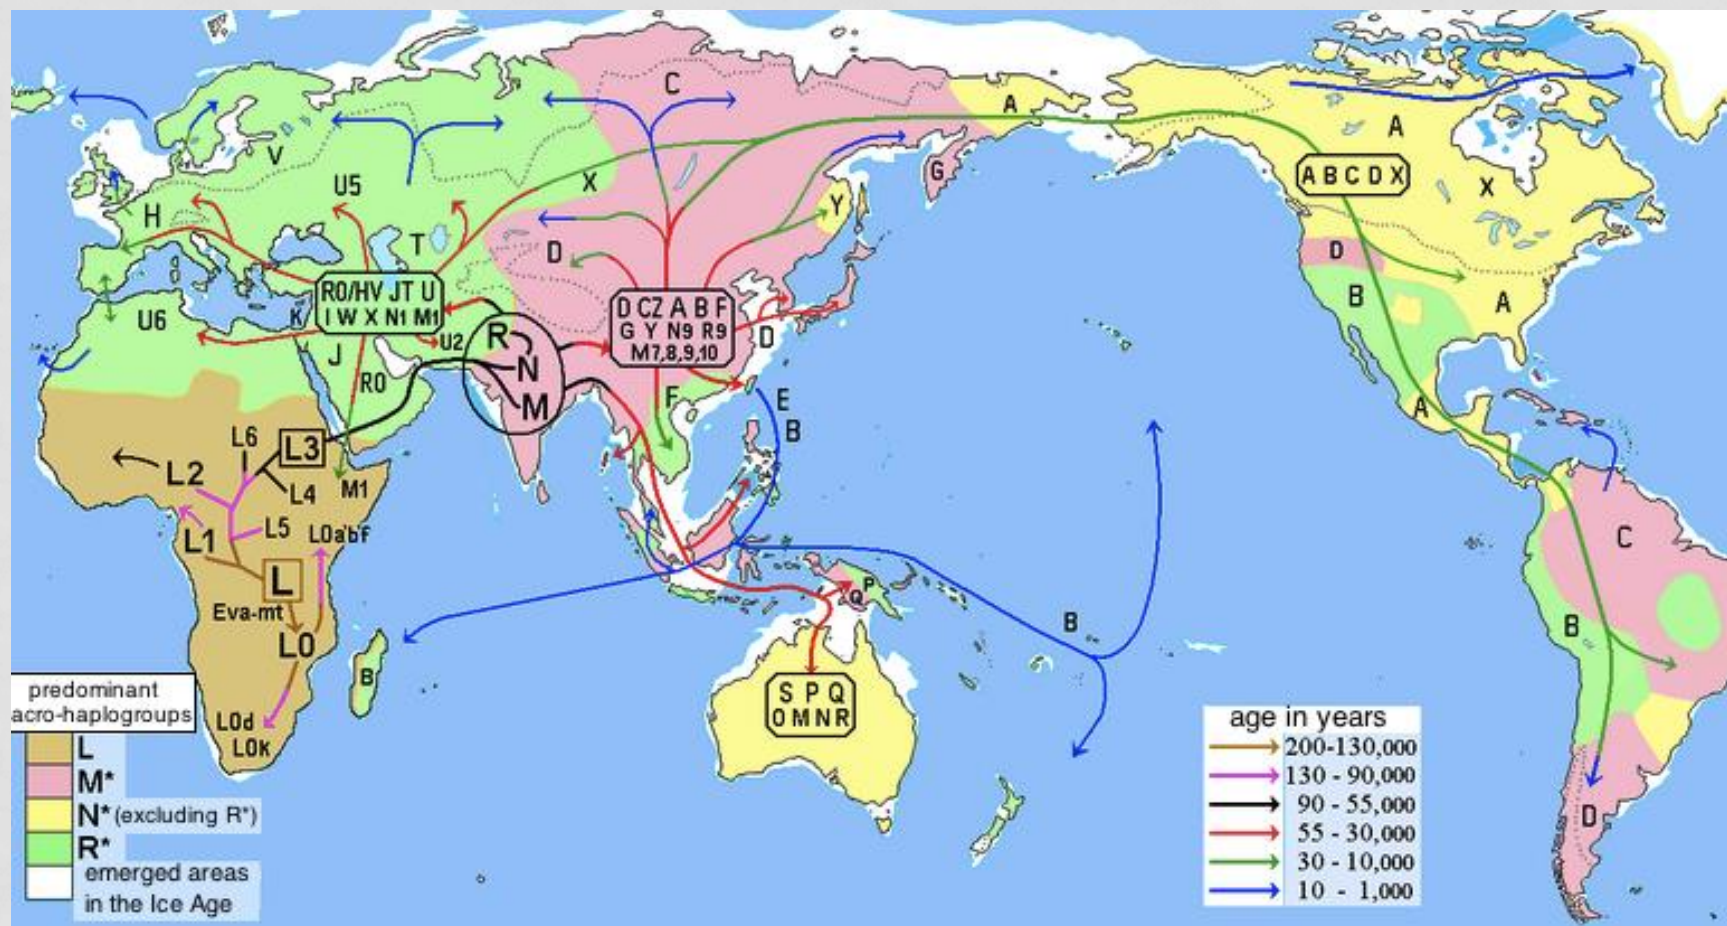 C
A
A
V
G
A B C D X
X
U5
X
H
Y
T
D
D
R0/HV JT U
I W X N1 M1
D CZ A B F
G Y N9 R9
M7,8,9,10
B
A
K
U6
R
D
U2
J
N
R0
M
F
E
A
B
L6
L3
L2
L4
M1
L5
L0a'b'f
L1
C
L
P
Q
Eva-mt
B
B
L0
B
predominant
acro-haplogroups
S P Q
O M N R
L0d
L0k
age in years
L
200-130,000
M*
130 - 90,000
90 - 55,000
N* (excluding R*)
D
55 - 30,000
R*
30 - 10,000
emerged areas
in the Ice Age
10 - 1,000